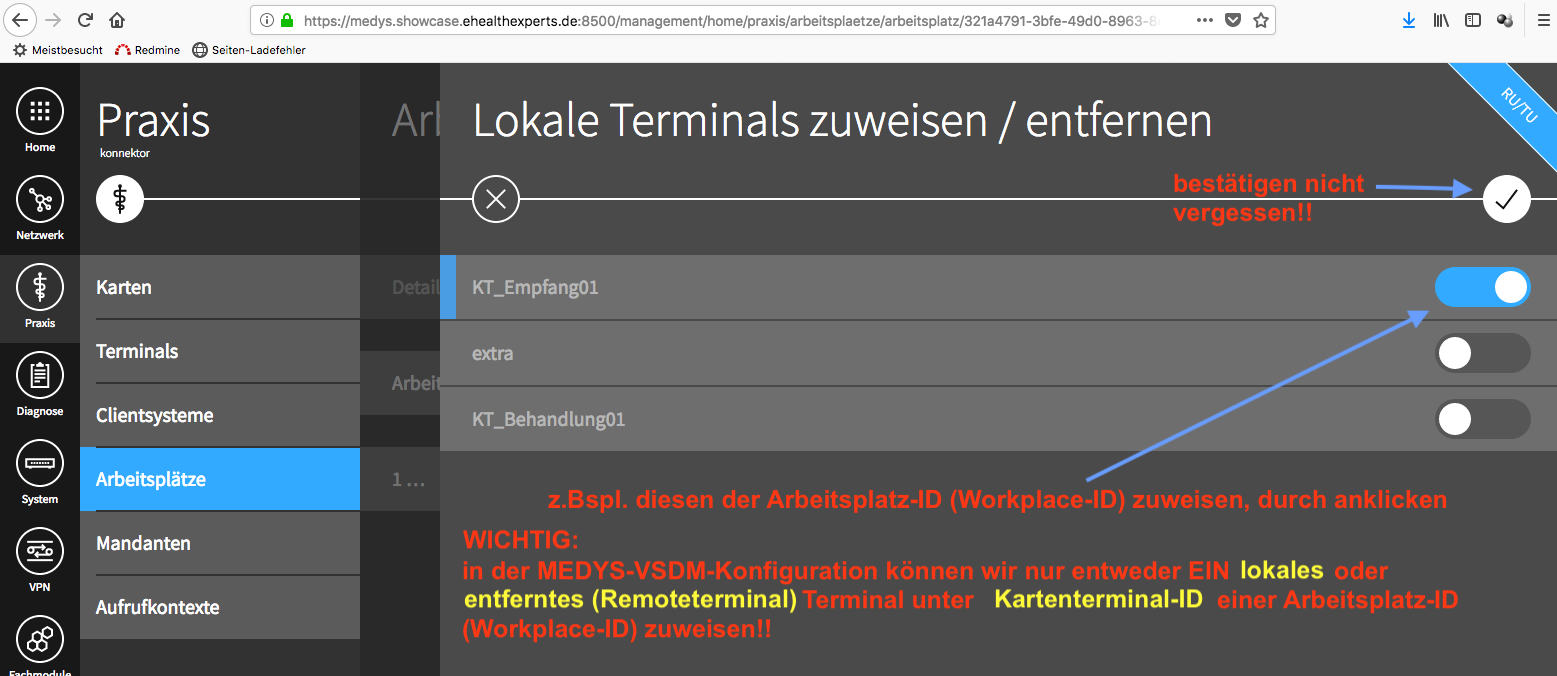 https://medys.showcase.ehealthexperts.de:8500/management/home/praxis/arbeitsplaetze/arbeitsplatz/321a4791-3bfe-49d0-8963-8
Meistbesucht Redmine Seiten-Ladefehler
Home
Netzwerk
Praxis
Diagnose
System
VPN
Fachmodule
Praxis
konnektor
Karten
Terminals
Clientsysteme
Arbeitsplätze
Mandanten
Aufrufkontexte
Arb
Detail
Arbeit
1 ...
Lokale Terminals zuweisen / entfernen
RU/TU
bestätigen nicht
vergessen!!
KT_Empfang01
extra
KT_Behandlung01
z.Bspl. diesen der Arbeitsplatz-ID (Workplace-ID) zuweisen, durch anklicken
WICHTIG:
in der MEDYS-VSDM-Konfiguration können wir nur entweder EIN lokales oder
entferntes (Remoteterminal) Terminal unter Kartenterminal-ID einer Arbeitsplatz-ID
(Workplace-ID) zuweisen!!